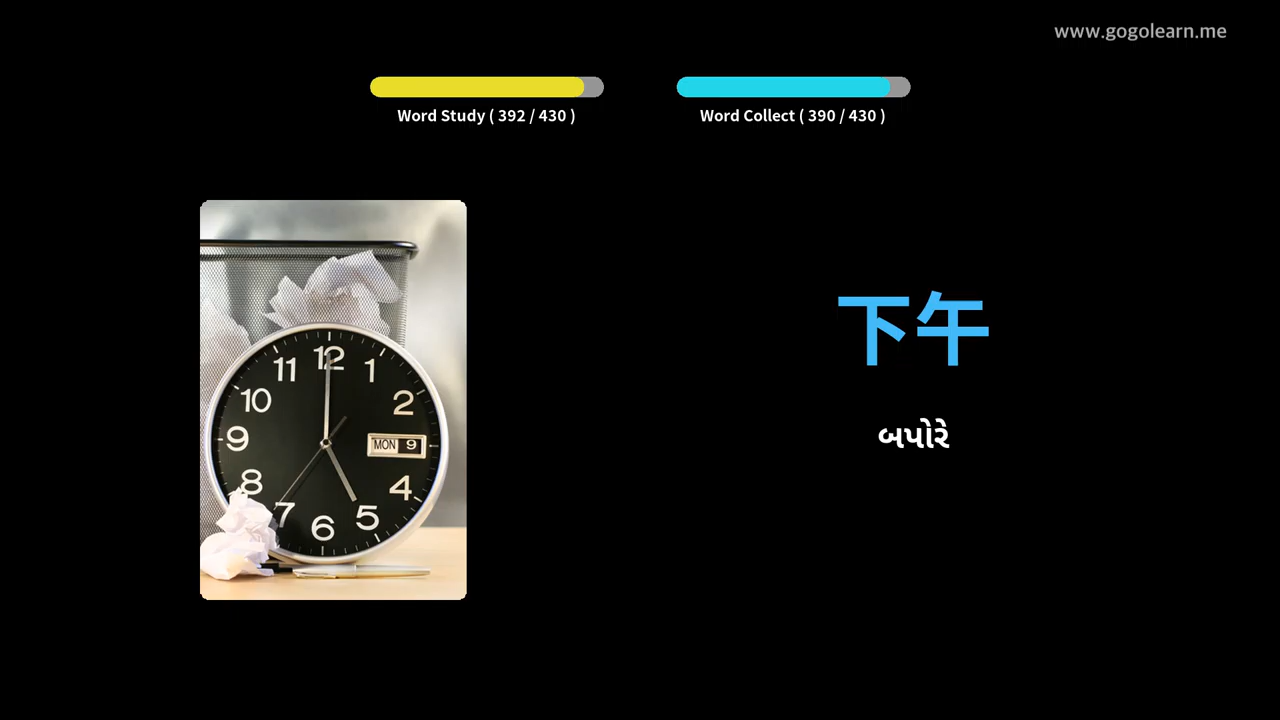 www.gogolearn.me
Word Study ( 392 / 430 )
Word Collect ( 390 / 430 )
12
11
1
10
2
9
MON 9
8
4
7
5
6
下午
બપોરે